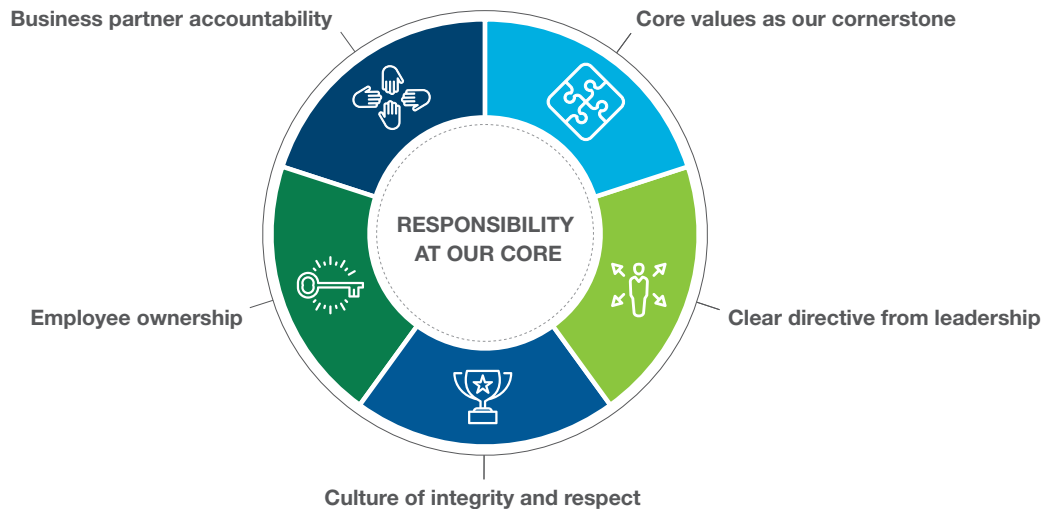 Business partner accountability
Core values as our cornerstone
RESPONSIBILITY
AT OUR CORE
Employee ownership
Clear directive from leadership
Culture of integrity and respect